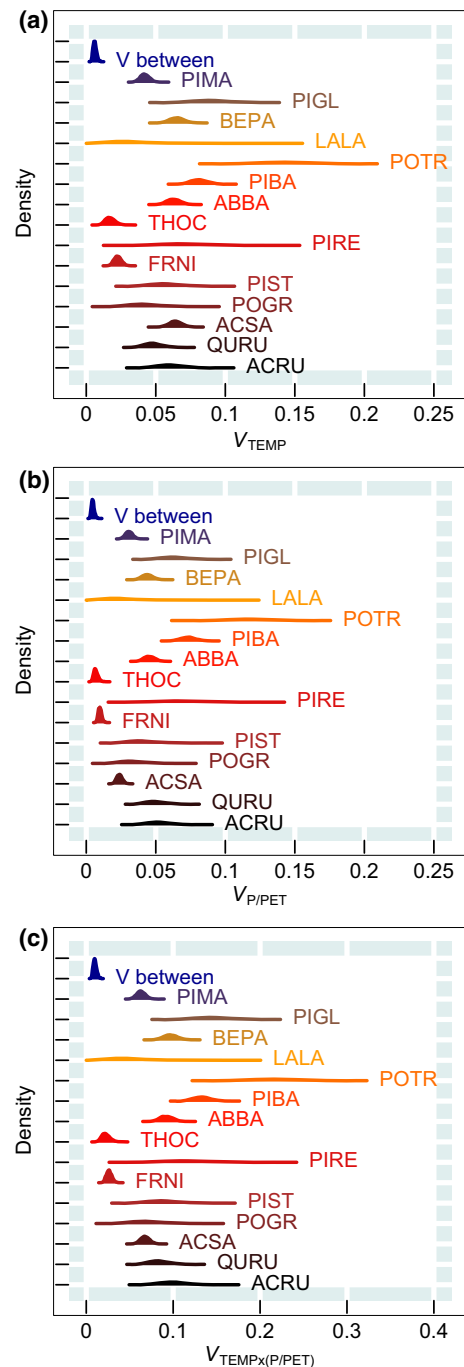 (a)
V between
PIMA
PIGL
BEPA
LALA
POTR
PIBA
ABBA
THOC
PIRE
FRNI
PIST
POGR
ACSA
QURU
ACRU
Density
0 0.05 0.1 0.15 0.2 0.25
V_TEMP
(b)
V between
PIMA
PIGL
BEPA
LALA
POTR
PIBA
ABBA
THOC
PIRE
FRNI
PIST
POGR
ACSA
QURU
ACRU
Density
0 0.05 0.1 0.15 0.2 0.25
V_P/PET
(c)
V between
PIMA
PIGL
BEPA
LALA
POTR
PIBA
ABBA
THOC
PIRE
FRNI
PIST
POGR
ACSA
QURU
ACRU
Density
0 0.1 0.2 0.3 0.4
V_TEMPx(P/PET)